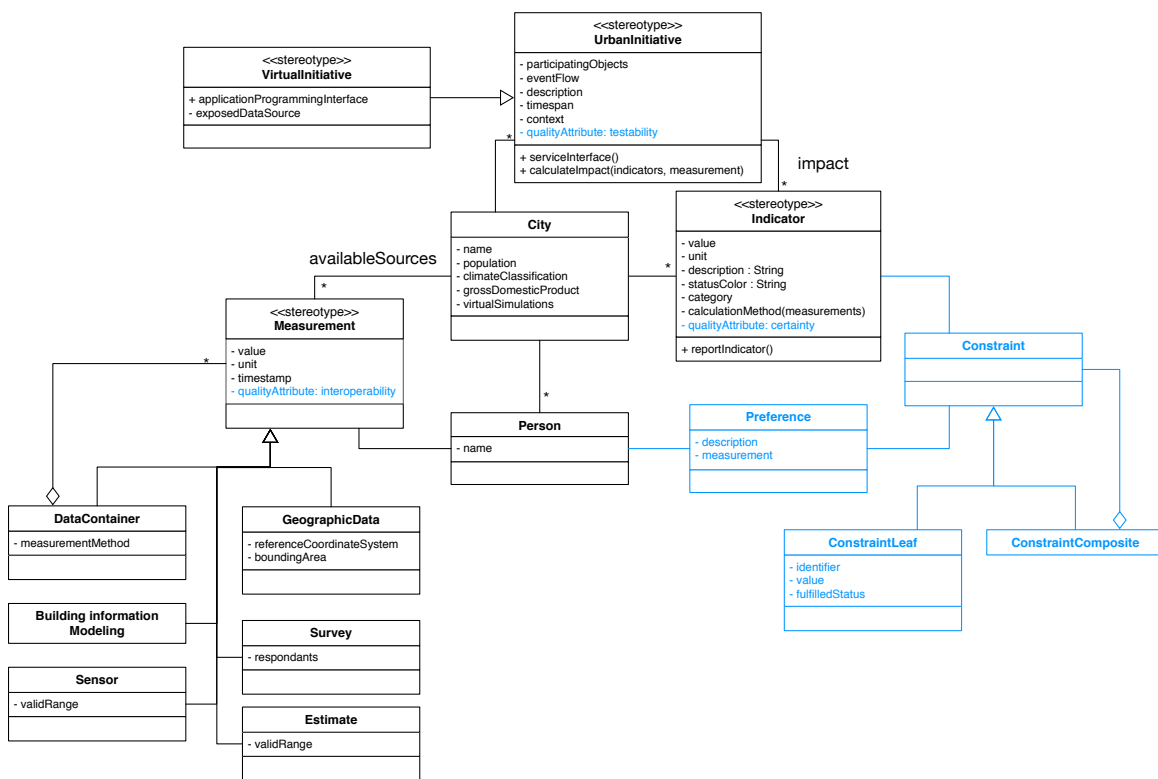 <<stereotype>>
UrbanInitiative
- participatingObjects
- eventFlow
- description
- timespan
- context
- qualityAttribute: testability
+ serviceInterface()
+ calculateImpact(indicators, measurement)
<<stereotype>>
VirtualInitiative
+ applicationProgrammingInterface
- exposedDataSource
*
impact
*
<<stereotype>>
Indicator
- value
- unit
- description : String
- statusColor : String
- category
- calculationMethod(measurements)
- qualityAttribute: certainty
+ reportIndicator()
City
- name
- population
- climateClassification
- grossDomesticProduct
- virtualSimulations
*
availableSources
*
<<stereotype>>
Measurement
- value
- unit
- timestamp
- qualityAttribute: interoperability
*
Constraint
*
Person
- name
Preference
- description
- measurement
DataContainer
- measurementMethod
GeographicData
- referenceCoordinateSystem
- boundingArea
ConstraintLeaf
- identifier
- value
- fulfilledStatus
ConstraintComposite
Building information
Modeling
Survey
- respondants
Sensor
- validRange
Estimate
- validRange